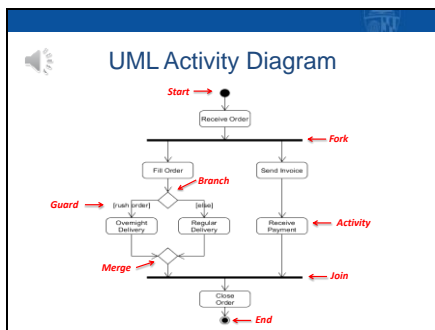 UML Activity Diagram
Start
Receive Order
Fork
Fill Order
Send Invoice
Branch
Guard
[rush order]
[else]
Overnight
Delivery
Regular
Delivery
Receive
Payment
Activity
Merge
Join
Close
Order
End